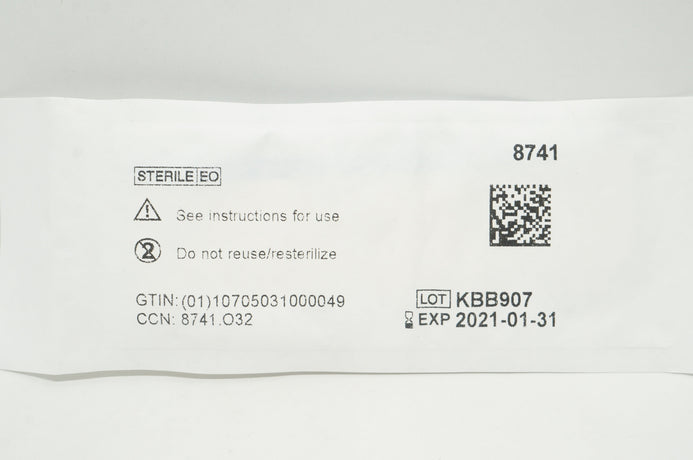 8741
STERILE EO
See instructions for use
2 Do not reuse/resterilize
GTIN: (01)10705031000049
CCN: 8741.O32
LOT KBB907
EXP 2021-01-31